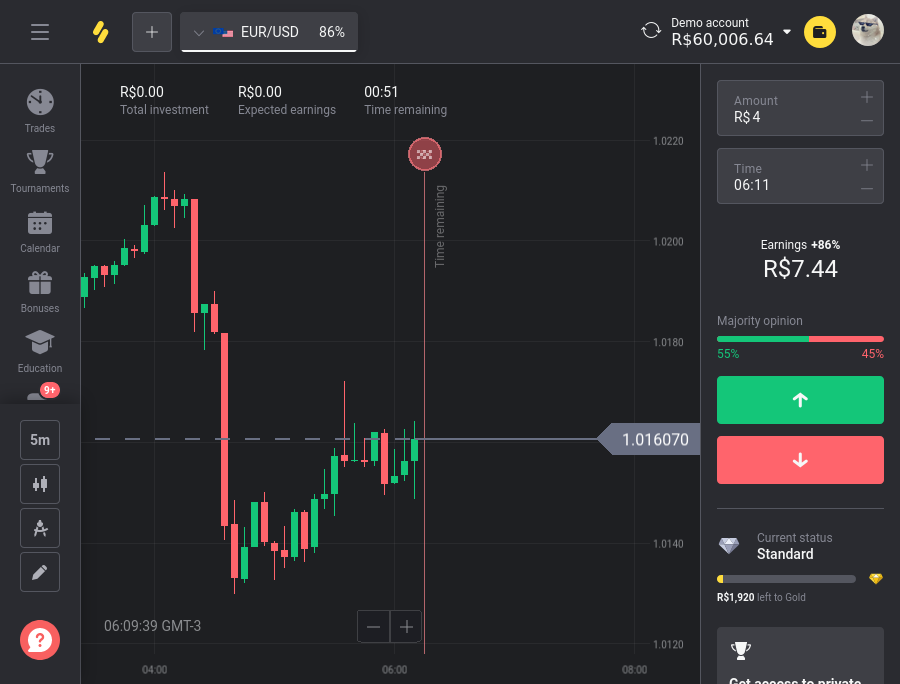 EUR/USD 86%
Demo account
R$60,006.64
R$0.00 R$0.00 00:51
Total investment Expected earnings Time remaining
Trades
Tournaments
Calendar
Bonuses
Education
9+
5m
Time remaining
1.0220
1.0200
1.0180
1.016070
1.0140
1.0120
06:09:39 GMT-3
04:00 06:00 08:00
Amount
R$4
Time
06:11
Earnings +86%
R$7.44
Majority opinion
55% 45%
Current status
Standard
R$1,920 left to Gold
Get access to private